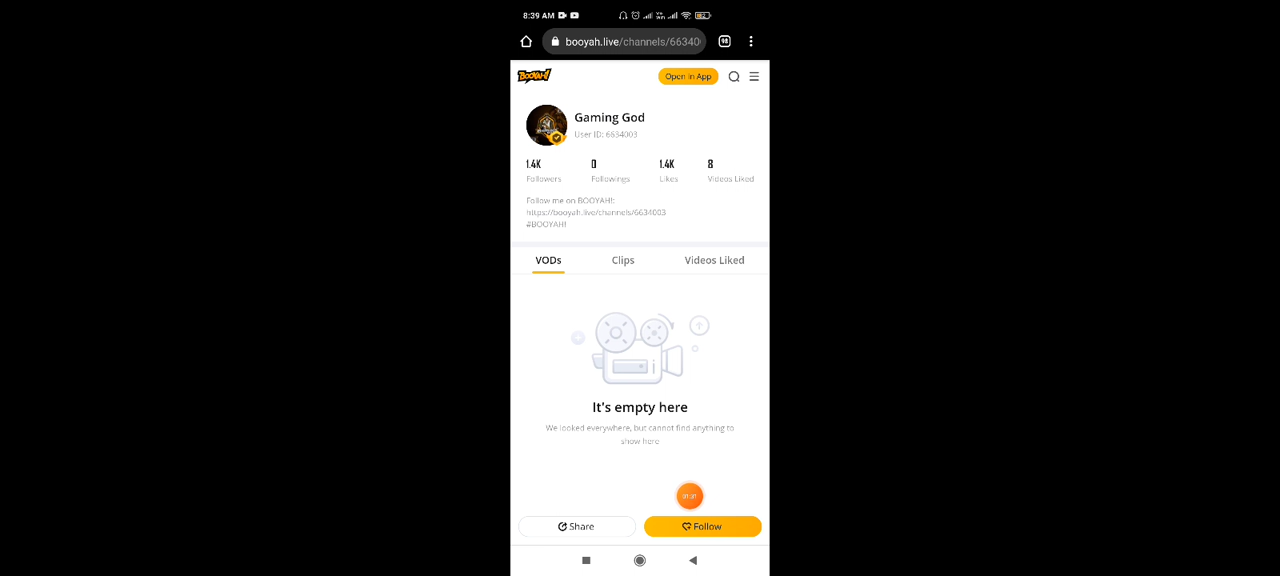 8:39 AM
booyah.live/channels/66340
98
BOOYAH!
Open in App
Gaming God
User ID: 6634003
1.4K 0 1.4K 8
Followers Followings Likes Videos Liked
Follow me on BOOYAH!:
https://booyah.live/channels/6634003
#BOOYAH!
VODs Clips Videos Liked
It's empty here
We looked everywhere, but cannot find anything to
show here
Share Follow